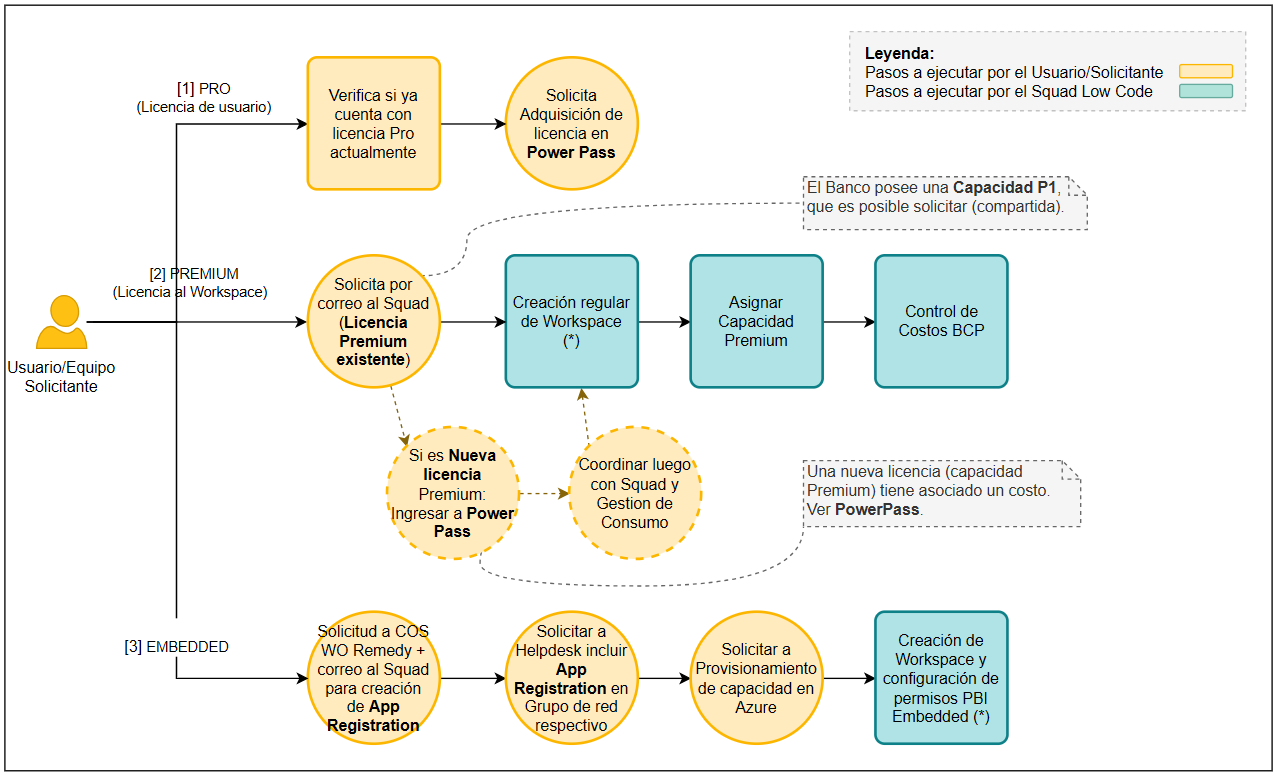 Leyenda:
Pasos a ejecutar por el Usuario/Solicitante
Pasos a ejecutar por el Squad Low Code
[1] PRO
(Licencia de usuario)
Verifica si ya
cuenta con
licencia Pro
actualmente
Solicita
Adquisición de
licencia en
Power Pass
El Banco posee una Capacidad P1,
que es posible solicitar (compartida).
[2] PREMIUM
(Licencia al Workspace)
Usuario/Equipo
Solicitante
Solicita por
correo al Squad
(Licencia
Premium
existente)
Creación regular
de Workspace
(*)
Asignar
Capacidad
Premium
Control de
Costos BCP
Si es Nueva
licencia
Premium:
Ingresar a Power
Pass
Coordinar luego
con Squad y
Gestion de
Consumo
Una nueva licencia (capacidad
Premium) tiene asociado un costo.
Ver PowerPass.
[3] EMBEDDED
Solicitud a COS
WO Remedy +
correo al Squad
para creación
de App
Registration
Solicitar a
Helpdesk incluir
App
Registration en
Grupo de red
respectivo
Solicitar a
Provisionamiento
de capacidad en
Azure
Creación de
Workspace y
configuración de
permisos PBI
Embedded (*)